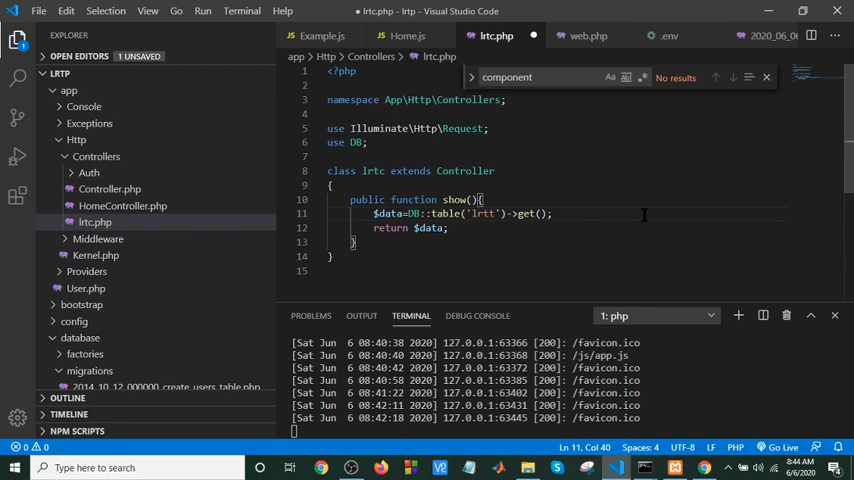 File Edit Selection View Go Run Terminal Help
● lrtc.php - lrtp - Visual Studio Code
EXPLORER
OPEN EDITORS 1 UNSAVED
LRTP
app
Console
Exceptions
Http
Controllers
Auth
Controller.php
HomeController.php
lrtc.php
Middleware
Kernel.php
Providers
User.php
bootstrap
config
database
factories
migrations
2014_10_12_000000_create_users_table.php
OUTLINE
TIMELINE
NPM SCRIPTS
Example.js Home.js lrtc.php web.php .env 2020_06_0
app > Http > Controllers > lrtc.php
component Aa Abl .* No results
1 <?php
2
3 namespace App\Http\Controllers;
4
5 use Illuminate\Http\Request;
6 use DB;
7
8 class lrtc extends Controller
9 {
10 public function show(){
11 $data=DB::table('lrtt')->get();
12 return $data;
13 }
14 }
15
PROBLEMS OUTPUT TERMINAL DEBUG CONSOLE 1: php
[Sat Jun 6 08:40:38 2020] 127.0.0.1:63366 [200]: /favicon.ico
[Sat Jun 6 08:40:40 2020] 127.0.0.1:63368 [200]: /js/app.js
[Sat Jun 6 08:40:42 2020] 127.0.0.1:63372 [200]: /favicon.ico
[Sat Jun 6 08:40:58 2020] 127.0.0.1:63385 [200]: /favicon.ico
[Sat Jun 6 08:41:22 2020] 127.0.0.1:63402 [200]: /favicon.ico
[Sat Jun 6 08:42:11 2020] 127.0.0.1:63431 [200]: /favicon.ico
[Sat Jun 6 08:42:18 2020] 127.0.0.1:63445 [200]: /favicon.ico
0 0 Ln 11, Col 40 Spaces: 4 UTF-8 LF PHP Go Live
Type here to search
8:44 AM
6/6/2020